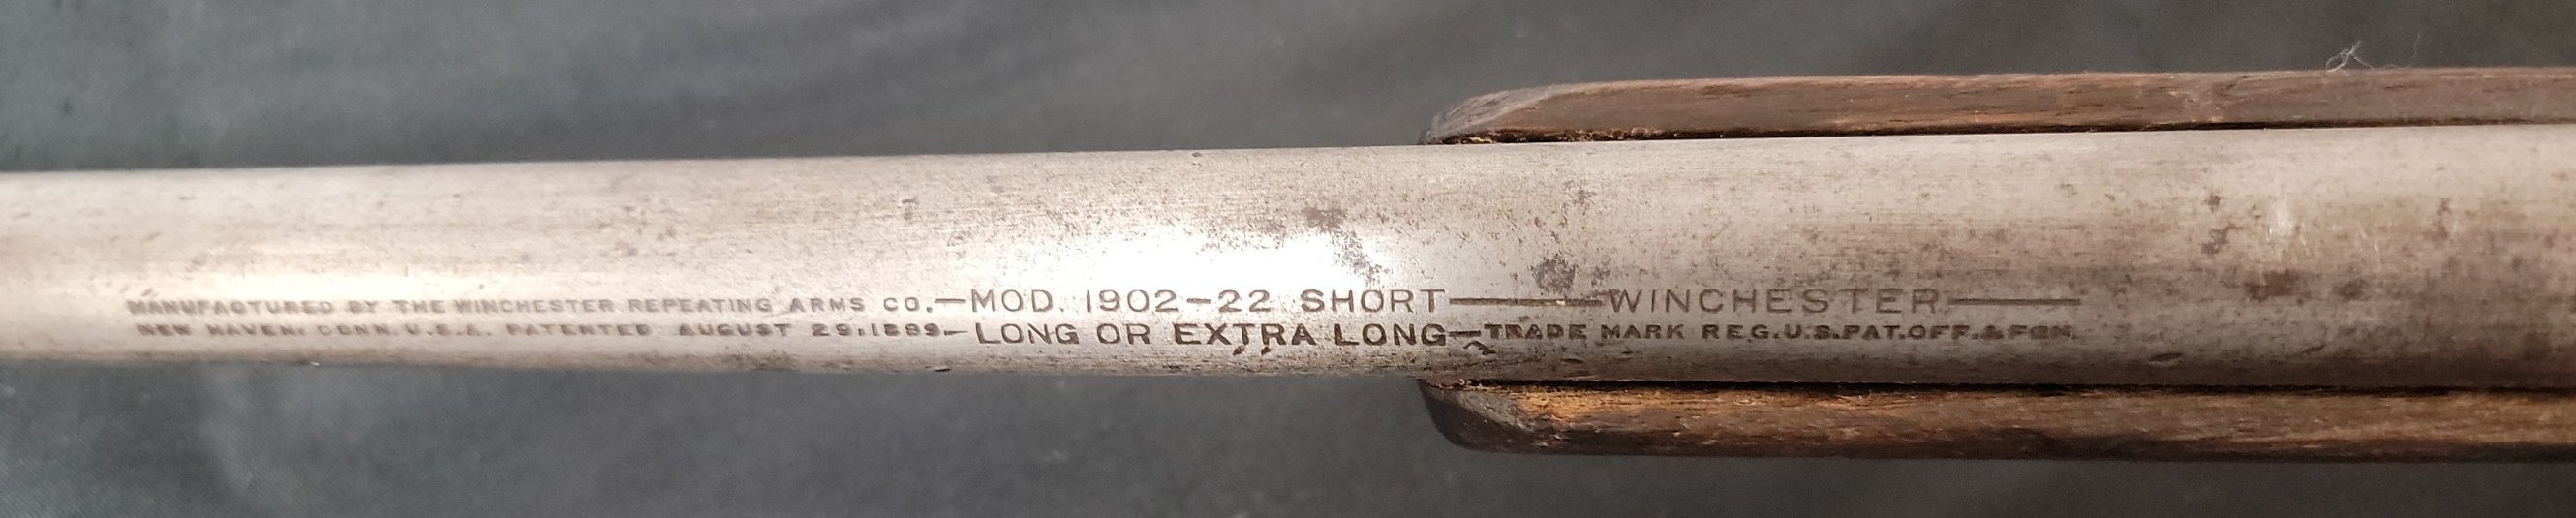 MANUFACTURED BY THE WINCHESTER REPEATING ARMS CO.—MOD. 1902-22 SHORT——WINCHESTER——
NEW HAVEN. CONN. U.S.A. PATENTED AUGUST 29.1889.—LONG OR EXTRA LONG—TRADE MARK REG.U.S.PAT.OFF.&FGN.